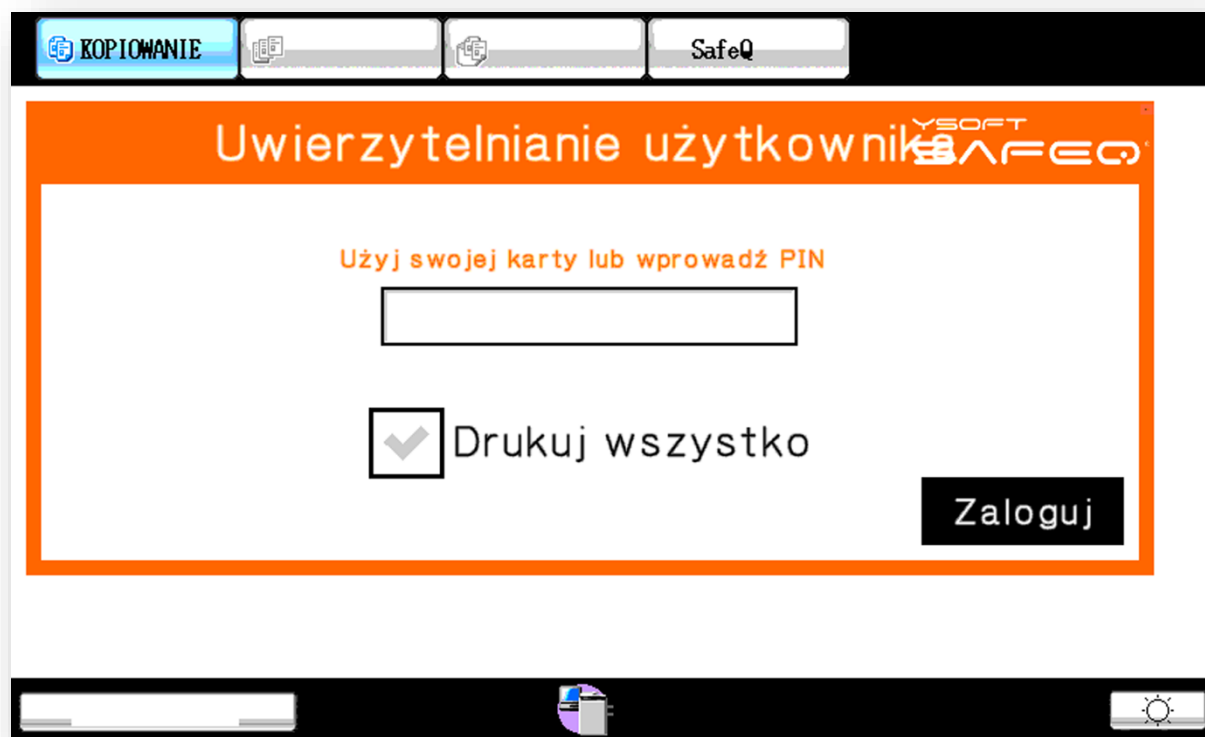 KOPIOWANIE
SafeQ
Uwierzytelnianie użytkownika
YSOFT
SAFEQ
Użyj swojej karty lub wprowadź PIN
Drukuj wszystko
Zaloguj